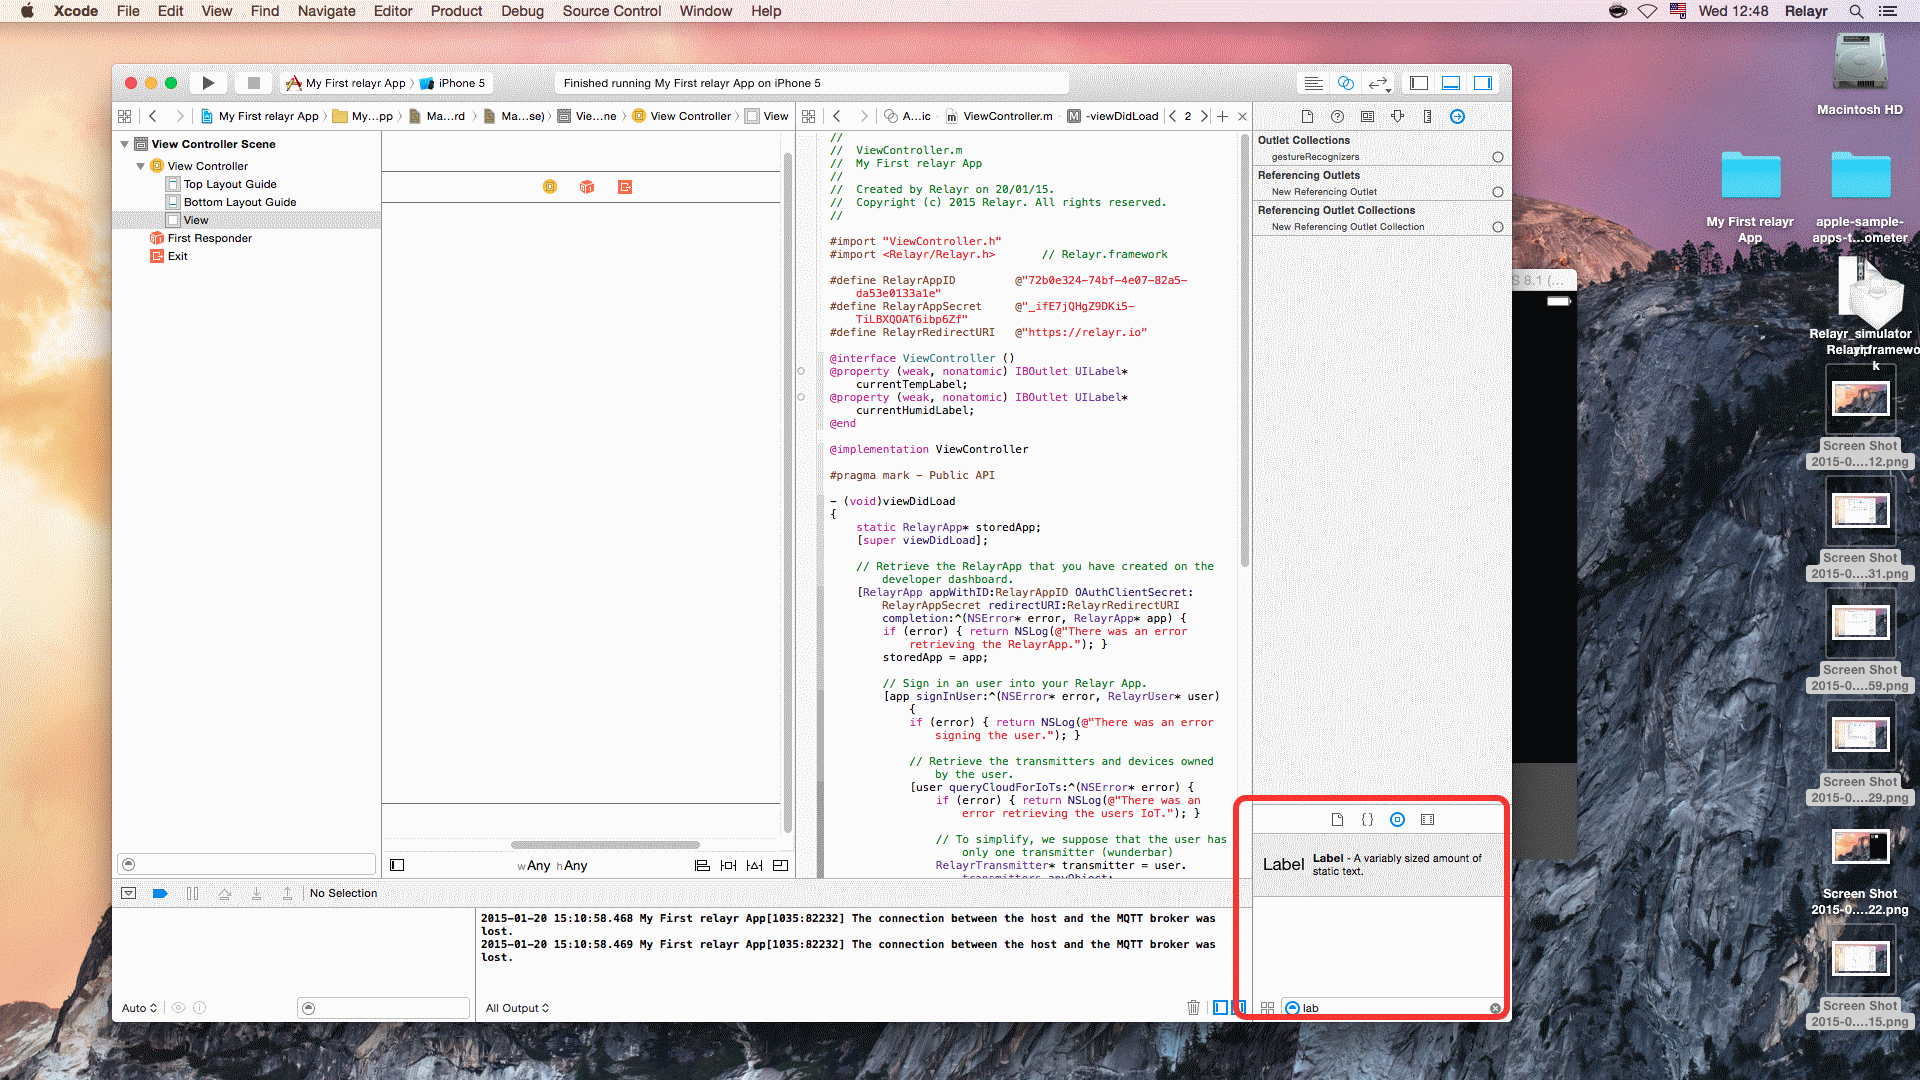 Xcode File Edit View Find Navigate Editor Product Debug Source Control Window Help
Wed 12:48 Relayr
My First relayr App 〉 iPhone 5
Finished running My First relayr App on iPhone 5
My First relayr App 〉 My...pp 〉 Ma...rd 〉 Ma...se) 〉 Vie...ne 〉 View Controller 〉 View
A...ic ViewController.m -viewDidLoad < 2 >
View Controller Scene
View Controller
Top Layout Guide
Bottom Layout Guide
View
First Responder
Exit
wAny hAny
//
// ViewController.m
// My First relayr App
//
// Created by Relayr on 20/01/15.
// Copyright (c) 2015 Relayr. All rights reserved.
//
#import "ViewController.h"
#import <Relayr/Relayr.h> // Relayr.framework
#define RelayrAppID @"72b0e324-74bf-4e07-82a5-
da53e0133a1e"
#define RelayrAppSecret @"_ifE7jQHgZ9DKi5-
TiLBXQOAT6ibp6Zf"
#define RelayrRedirectURI @"https://relayr.io"
@interface ViewController ()
@property (weak, nonatomic) IBOutlet UILabel*
currentTempLabel;
@property (weak, nonatomic) IBOutlet UILabel*
currentHumidLabel;
@end
@implementation ViewController
#pragma mark - Public API
- (void)viewDidLoad
{
static RelayrApp* storedApp;
[super viewDidLoad];
// Retrieve the RelayrApp that you have created on the
developer dashboard.
[RelayrApp appWithID:RelayrAppID OAuthClientSecret:
RelayrAppSecret redirectURI:RelayrRedirectURI
completion:^(NSError* error, RelayrApp* app) {
if (error) { return NSLog(@"There was an error
retrieving the RelayrApp."); }
storedApp = app;
// Sign in an user into your Relayr App.
[app signInUser:^(NSError* error, RelayrUser* user)
{
if (error) { return NSLog(@"There was an error
signing the user."); }
// Retrieve the transmitters and devices owned
by the user.
[user queryCloudForIoTs:^(NSError* error) {
if (error) { return NSLog(@"There was an
error retrieving the users IoT."); }
// To simplify, we suppose that the user has
only one transmitter (wunderbar)
RelayrTransmitter* transmitter = user.
transmitters.anyObject;
Outlet Collections
gestureRecognizers
Referencing Outlets
New Referencing Outlet
Referencing Outlet Collections
New Referencing Outlet Collection
{}
Label
Label - A variably sized amount of
static text.
lab
No Selection
2015-01-20 15:10:58.468 My First relayr App[1035:82232] The connection between the host and the MQTT broker was
lost.
2015-01-20 15:10:58.469 My First relayr App[1035:82232] The connection between the host and the MQTT broker was
lost.
Auto
All Output
S 8.1 (...
Macintosh HD
My First relayr
App
apple-sample-
apps-t...ometer
Relayr_simulator
Screen Shot
2015-0....12.png
Screen Shot
2015-0....31.png
Screen Shot
2015-0....59.png
Screen Shot
2015-0....29.png
Screen Shot
2015-0....22.png
Screen Shot
2015-0....15.png